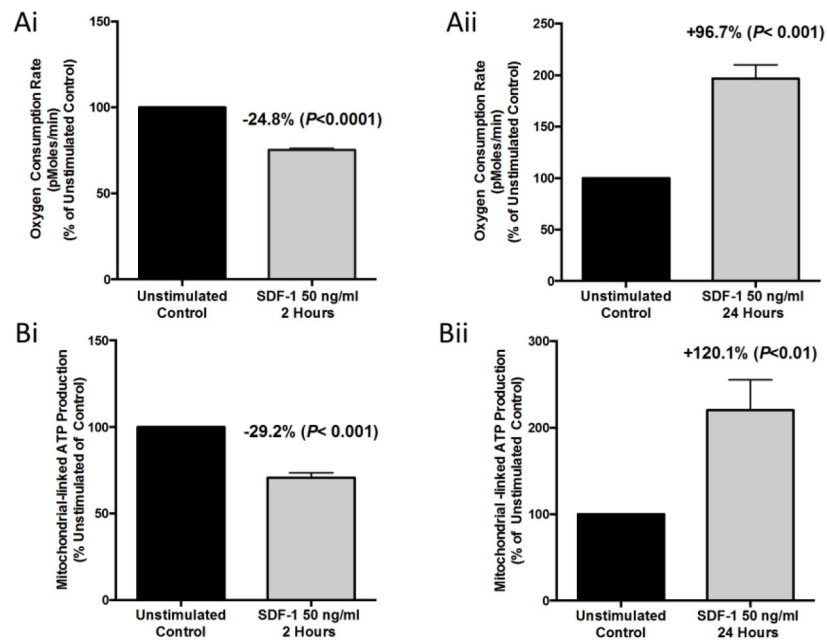 Ai
150
100
50
0
Oxygen Consumption Rate
(pMoles/min)
(% of Unstimulated Control)
-24.8% (P<0.0001)
Unstimulated
Control
SDF-1 50 ng/ml
2 Hours
Aii
250
200
150
100
50
0
Oxygen Consumption Rate
(pMoles/min)
(% of Unstimulated Control)
+96.7% (P< 0.001)
Unstimulated
Control
SDF-1 50 ng/ml
24 Hours
Bi
150
100
50
0
Mitochondrial-linked ATP Production
(% Unstimulated of Control)
-29.2% (P< 0.001)
Unstimulated
Control
SDF-1 50 ng/ml
2 Hours
Bii
300
200
100
0
Mitochondrial -linked ATP Production
(% of Unstimulated Control)
+120.1% (P<0.01)
Unstimulated
Control
SDF-1 50 ng/ml
24 Hours